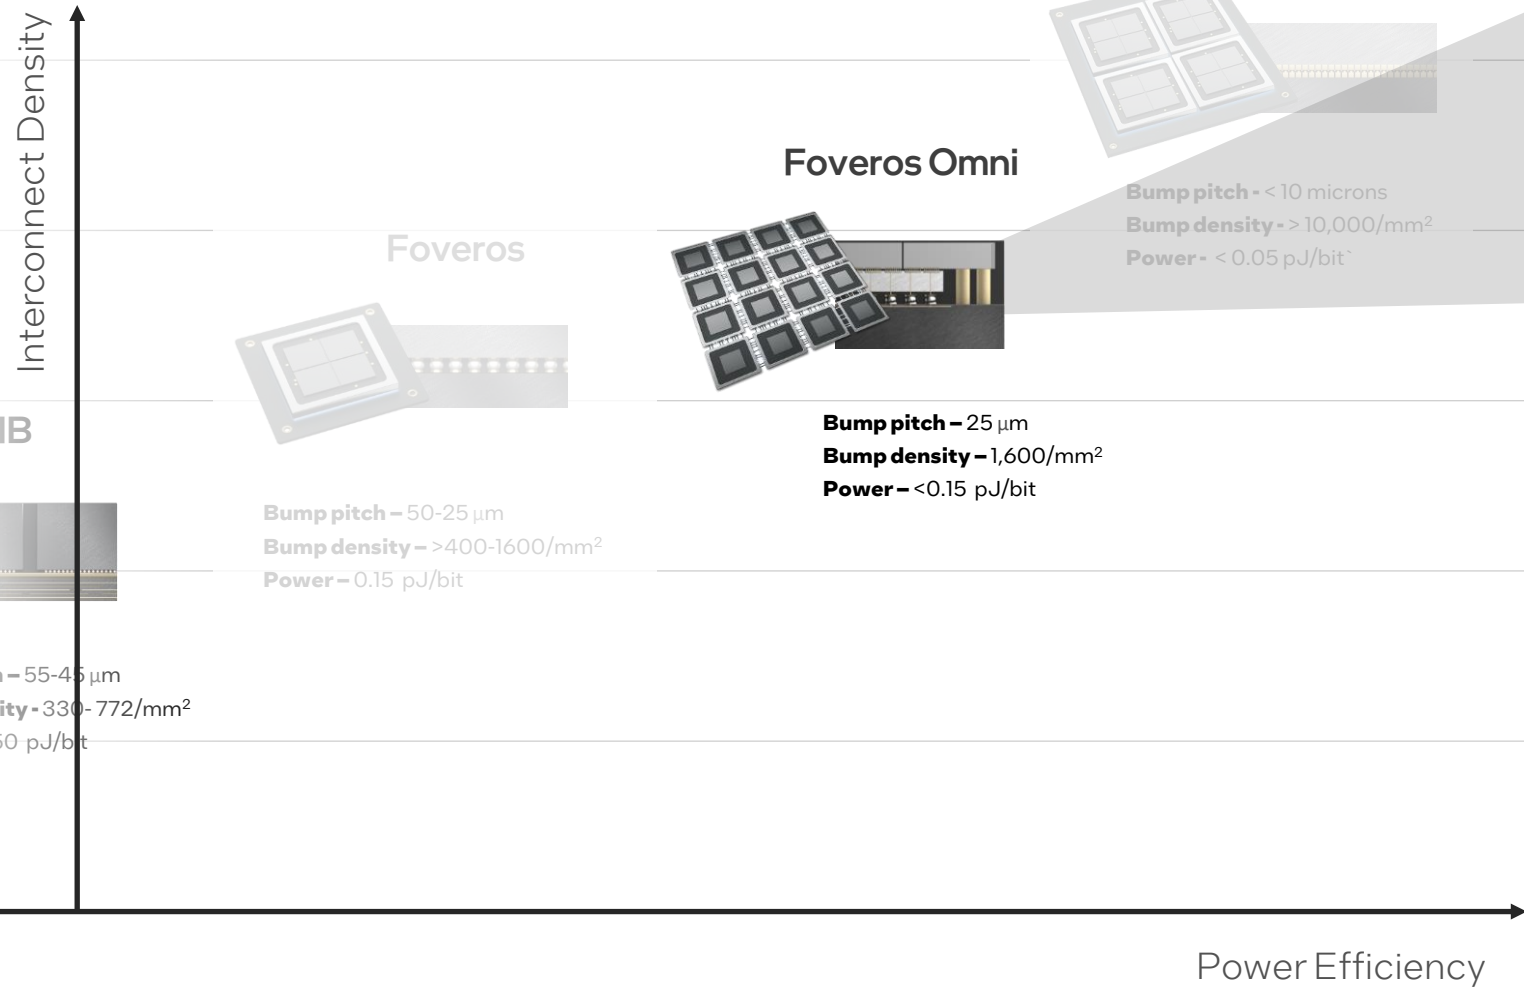 Interconnect Density
Foveros Omni
Bump pitch - < 10 microns
Bump density - > 10,000/mm²
Power - < 0.05 pJ/bit`
Foveros
Bump pitch – 25 μm
Bump density – 1,600/mm²
Power – <0.15 pJ/bit
IB
Bump pitch – 50-25 μm
Bump density – >400-1600/mm²
Power – 0.15 pJ/bit
– 55-45 μm
ity - 330- 772/mm²
0 pJ/bit
Power Efficiency